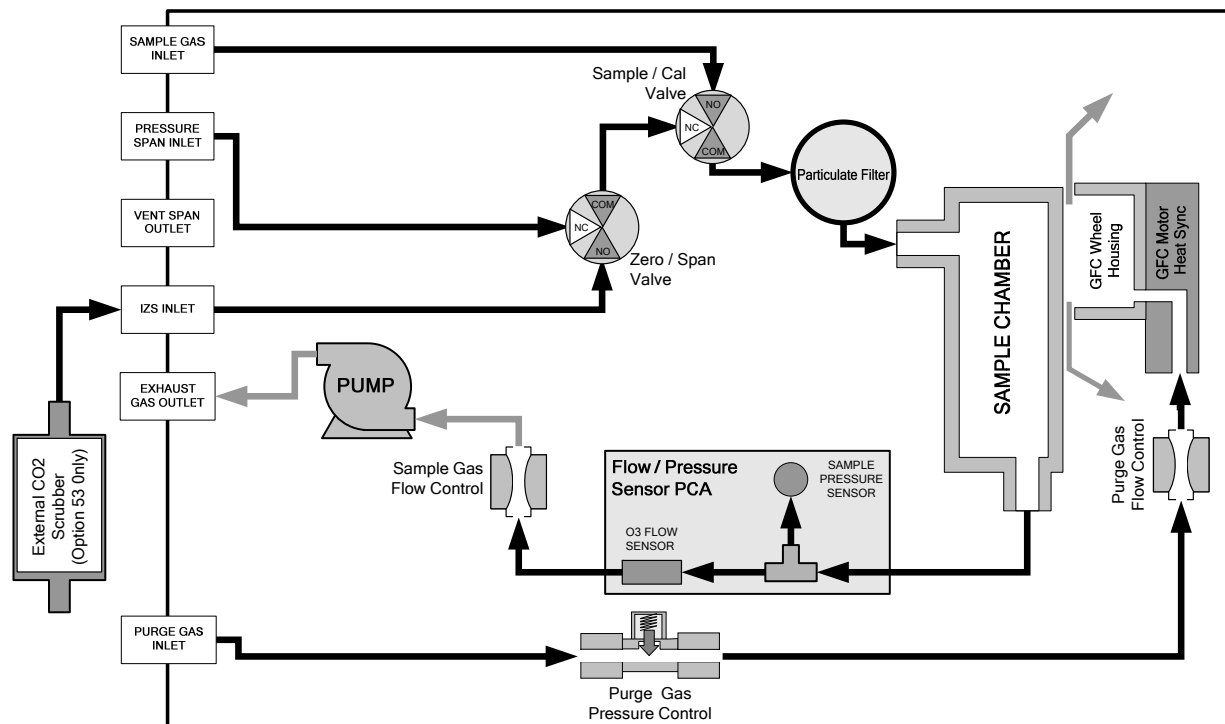 SAMPLE GAS
INLET
Sample / Cal
Valve
NO
NC
COM
PRESSURE
SPAN INLET
Particulate Filter
VENT SPAN
OUTLET
COM
NC
NO
Zero / Span
Valve
IZS INLET
SAMPLE CHAMBER
GFC Wheel
Housing
GFC Motor
Heat Sync
EXHAUST
GAS OUTLET
PUMP
External CO2
Scrubber
(Option 53 0nly)
Sample Gas
Flow Control
Flow / Pressure
Sensor PCA
SAMPLE
PRESSURE
SENSOR
O3 FLOW
SENSOR
Purge Gas
Flow Control
PURGE GAS
INLET
Purge Gas
Pressure Control